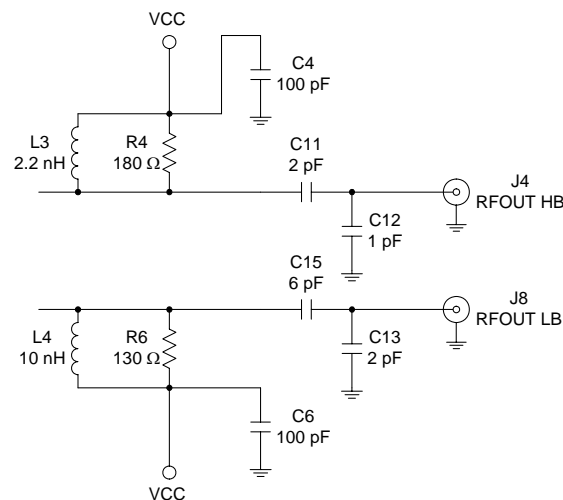 VCC
C4
100 pF
L3
2.2 nH
R4
180 Ω
C11
2 pF
J4
RFOUT HB
C12
1 pF
C15
6 pF
J8
RFOUT LB
L4
10 nH
R6
130 Ω
C13
2 pF
C6
100 pF
VCC